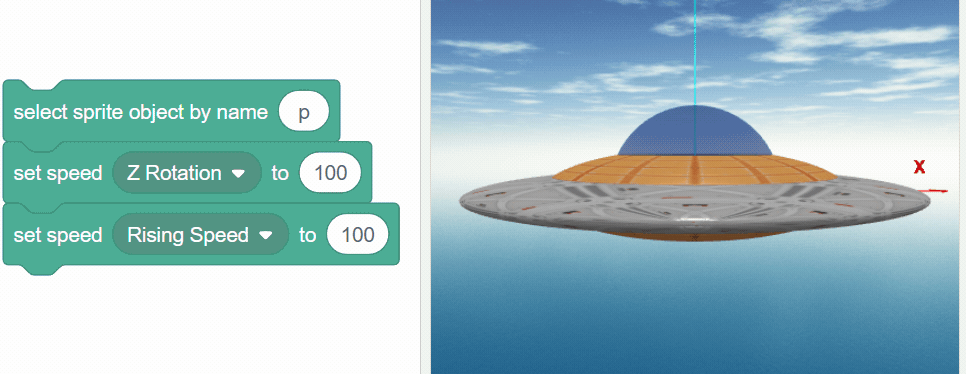 select sprite object by name p
set speed Z Rotation to 100
set speed Rising Speed to 100
X